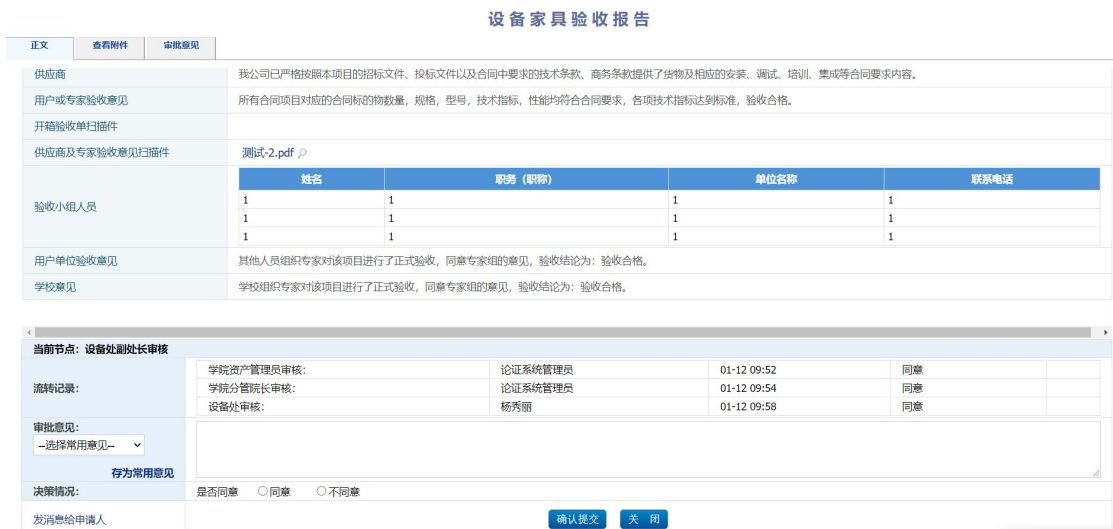 设备家具验收报告
正文 查看附件 审批意见
供应商 我公司已严格按照本项目的招标文件、投标文件以及合同中要求的技术条款、商务条款提供了货物及相应的安装、调试、培训、集成等合同要求内容。
用户或专家验收意见 所有合同项目对应的合同标的物数量，规格，型号，技术指标，性能均符合合同要求，各项技术指标达到标准，验收合格。
开箱验收单扫描件
供应商及专家验收意见扫描件 测试-2.pdf
姓名 职务（职称） 单位名称 联系电话
验收小组人员
1 1 1 1
1 1 1 1
1 1 1 1
用户单位验收意见 其他人员组织专家对该项目进行了正式验收，同意专家组的意见，验收结论为：验收合格。
学校意见 学校组织专家对该项目进行了正式验收，同意专家组的意见，验收结论为：验收合格。
当前节点：设备处副处长审核
流转记录：
学院资产管理员审核： 论证系统管理员 01-12 09:52 同意
学院分管院长审核： 论证系统管理员 01-12 09:54 同意
设备处审核： 杨秀丽 01-12 09:58 同意
审批意见：
--选择常用意见--
存为常用意见
决策情况： 是否同意 同意 不同意
发消息给申请人 确认提交 关 闭